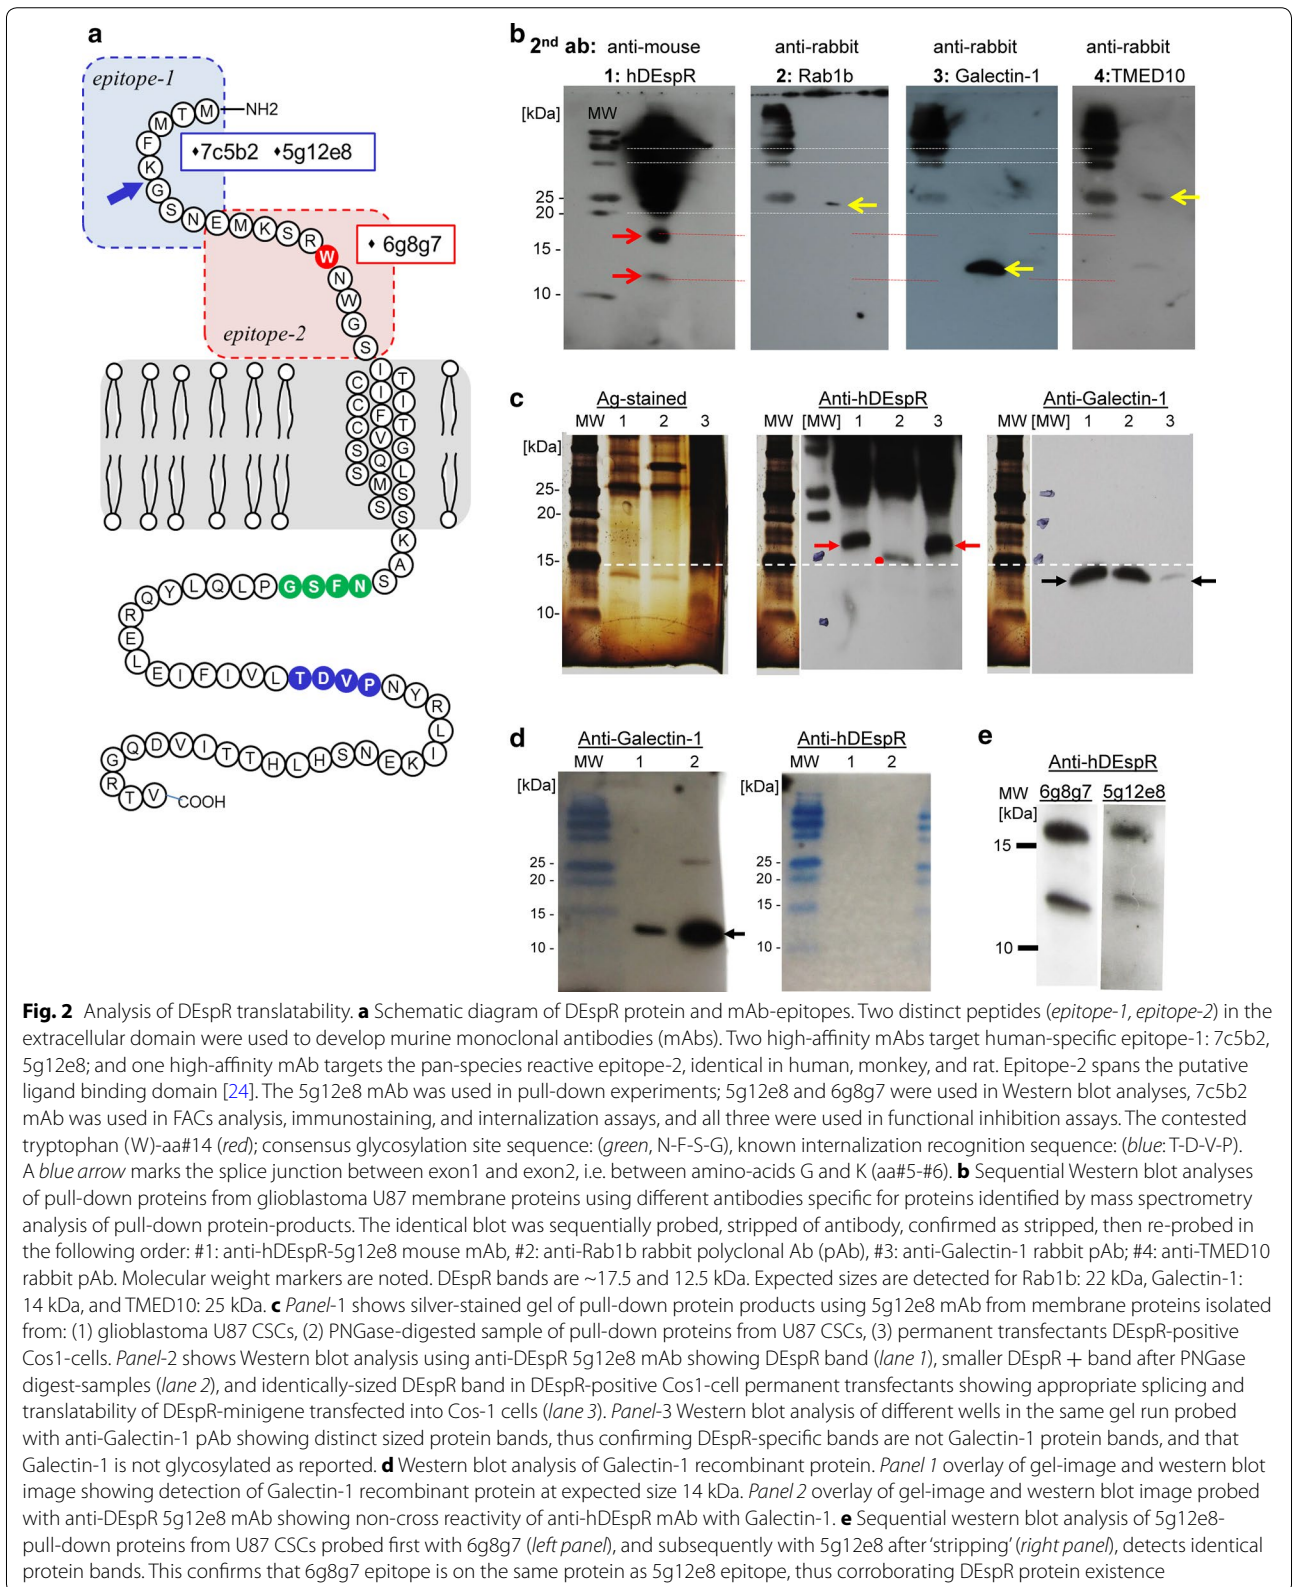 a
epitope-1
M T M NH2
F
K
G
S N E M K S R W
♦7c5b2 ♦5g12e8
♦ 6g8g7
N
W
G
S
epitope-2
I I F V Q M S
C C C S S
T I T G L S S K A S
N F S G P L Q L Y Q R E L E I F I V L T D V P N Y R L I K E N S H L H T T I V D Q G R T V
COOH
b
2nd ab: anti-mouse anti-rabbit anti-rabbit anti-rabbit
1: hDEspR 2: Rab1b 3: Galectin-1 4:TMED10
[kDa]
MW
25 -
20 -
15 -
10 -
c
Ag-stained Anti-hDEspR Anti-Galectin-1
MW 1 2 3 MW [MW] 1 2 3 MW [MW] 1 2 3
[kDa]
25-
20-
15-
10-
d
Anti-Galectin-1 Anti-hDEspR
MW 1 2 MW 1 2
[kDa] [kDa]
25 - 25 -
20 - 20 -
15 - 15 -
10 - 10 -
e
Anti-hDEspR
MW 6g8g7 5g12e8
[kDa]
15
10
Fig. 2 Analysis of DEspR translatability. a Schematic diagram of DEspR protein and mAb-epitopes. Two distinct peptides (epitope-1, epitope-2) in the
extracellular domain were used to develop murine monoclonal antibodies (mAbs). Two high-affinity mAbs target human-specific epitope-1: 7c5b2,
5g12e8; and one high-affinity mAb targets the pan-species reactive epitope-2, identical in human, monkey, and rat. Epitope-2 spans the putative
ligand binding domain [24]. The 5g12e8 mAb was used in pull-down experiments; 5g12e8 and 6g8g7 were used in Western blot analyses, 7c5b2
mAb was used in FACs analysis, immunostaining, and internalization assays, and all three were used in functional inhibition assays. The contested
tryptophan (W)-aa#14 (red); consensus glycosylation site sequence: (green, N-F-S-G), known internalization recognition sequence: (blue: T-D-V-P).
A blue arrow marks the splice junction between exon1 and exon2, i.e. between amino-acids G and K (aa#5-#6). b Sequential Western blot analyses
of pull-down proteins from glioblastoma U87 membrane proteins using different antibodies specific for proteins identified by mass spectrometry
analysis of pull-down protein-products. The identical blot was sequentially probed, stripped of antibody, confirmed as stripped, then re-probed in
the following order: #1: anti-hDEspR-5g12e8 mouse mAb, #2: anti-Rab1b rabbit polyclonal Ab (pAb), #3: anti-Galectin-1 rabbit pAb; #4: anti-TMED10
rabbit pAb. Molecular weight markers are noted. DEspR bands are ~17.5 and 12.5 kDa. Expected sizes are detected for Rab1b: 22 kDa, Galectin-1:
14 kDa, and TMED10: 25 kDa. c Panel-1 shows silver-stained gel of pull-down protein products using 5g12e8 mAb from membrane proteins isolated
from: (1) glioblastoma U87 CSCs, (2) PNGase-digested sample of pull-down proteins from U87 CSCs, (3) permanent transfectants DEspR-positive
Cos1-cells. Panel-2 shows Western blot analysis using anti-DEspR 5g12e8 mAb showing DEspR band (lane 1), smaller DEspR + band after PNGase
digest-samples (lane 2), and identically-sized DEspR band in DEspR-positive Cos1-cell permanent transfectants showing appropriate splicing and
translatability of DEspR-minigene transfected into Cos-1 cells (lane 3). Panel-3 Western blot analysis of different wells in the same gel run probed
with anti-Galectin-1 pAb showing distinct sized protein bands, thus confirming DEspR-specific bands are not Galectin-1 protein bands, and that
Galectin-1 is not glycosylated as reported. d Western blot analysis of Galectin-1 recombinant protein. Panel 1 overlay of gel-image and western blot
image showing detection of Galectin-1 recombinant protein at expected size 14 kDa. Panel 2 overlay of gel-image and western blot image probed
with anti-DEspR 5g12e8 mAb showing non-cross reactivity of anti-hDEspR mAb with Galectin-1. e Sequential western blot analysis of 5g12e8-
pull-down proteins from U87 CSCs probed first with 6g8g7 (left panel), and subsequently with 5g12e8 after 'stripping' (right panel), detects identical
protein bands. This confirms that 6g8g7 epitope is on the same protein as 5g12e8 epitope, thus corroborating DEspR protein existence